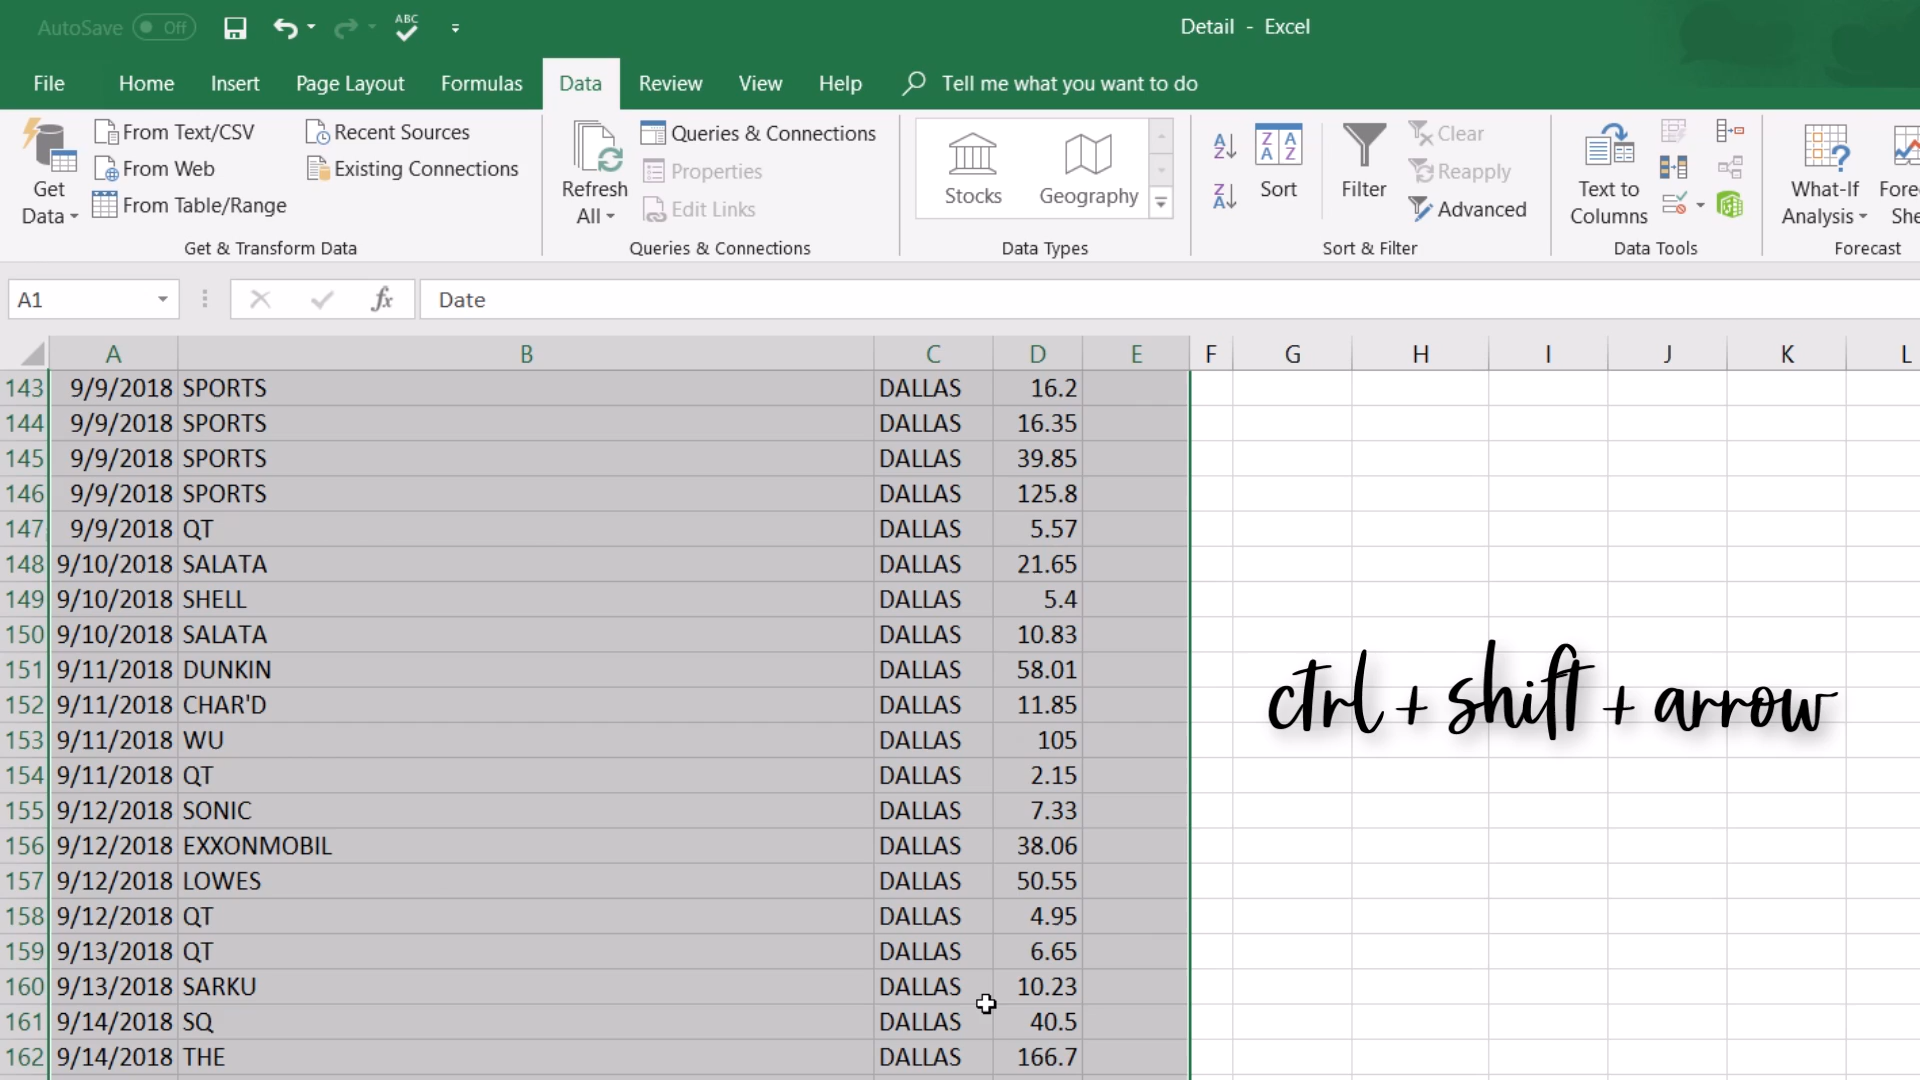 AutoSave Off ABC Detail - Excel
File Home Insert Page Layout Formulas Data Review View Help Tell me what you want to do
Get Data From Text/CSV From Web From Table/Range Recent Sources Existing Connections
Get & Transform Data
Refresh All Queries & Connections Properties Edit Links
Queries & Connections
Stocks Geography
Data Types
Sort Filter Clear Reapply Advanced
Sort & Filter
Text to Columns
Data Tools
What-If Analysis Fore She
Forecast
A1 fx Date
A B C D E F G H I J K L
143 9/9/2018 SPORTS DALLAS 16.2
144 9/9/2018 SPORTS DALLAS 16.35
145 9/9/2018 SPORTS DALLAS 39.85
146 9/9/2018 SPORTS DALLAS 125.8
147 9/9/2018 QT DALLAS 5.57
148 9/10/2018 SALATA DALLAS 21.65
149 9/10/2018 SHELL DALLAS 5.4
150 9/10/2018 SALATA DALLAS 10.83
151 9/11/2018 DUNKIN DALLAS 58.01
152 9/11/2018 CHAR'D DALLAS 11.85
ctrl + shift + arrow
153 9/11/2018 WU DALLAS 105
154 9/11/2018 QT DALLAS 2.15
155 9/12/2018 SONIC DALLAS 7.33
156 9/12/2018 EXXONMOBIL DALLAS 38.06
157 9/12/2018 LOWES DALLAS 50.55
158 9/12/2018 QT DALLAS 4.95
159 9/13/2018 QT DALLAS 6.65
160 9/13/2018 SARKU DALLAS 10.23
161 9/14/2018 SQ DALLAS 40.5
162 9/14/2018 THE DALLAS 166.7